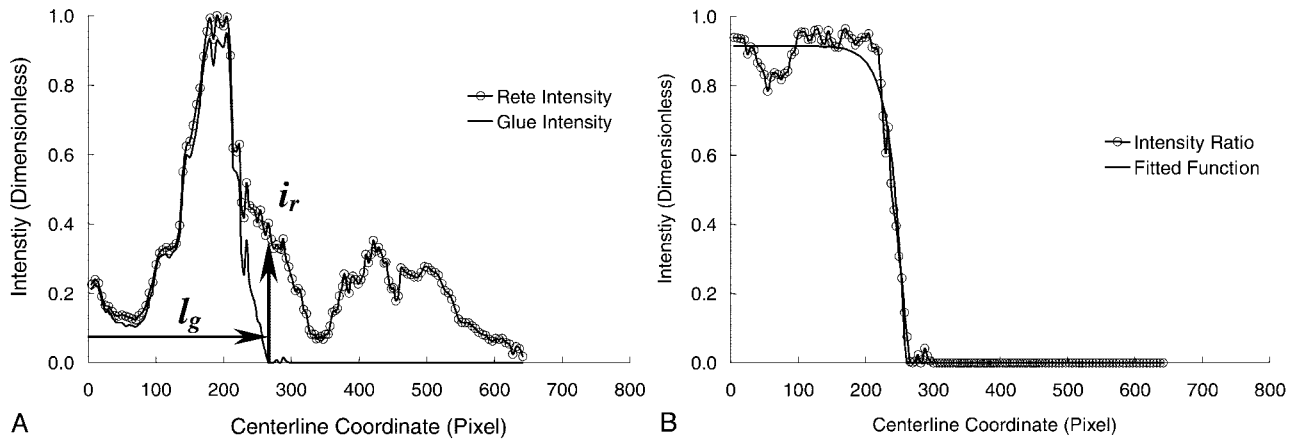 Intensity (Dimensionless)
1.0
0.8
0.6
0.4
0.2
0.0
Rete Intensity
Glue Intensity
i_r
l_g
0 100 200 300 400 500 600 700 800
Centerline Coordinate (Pixel)
A
Intenstiy (Dimensionless)
1.0
0.8
0.6
0.4
0.2
0.0
Intensity Ratio
Fitted Function
0 100 200 300 400 500 600 700 800
Centerline Coordinate (Pixel)
B